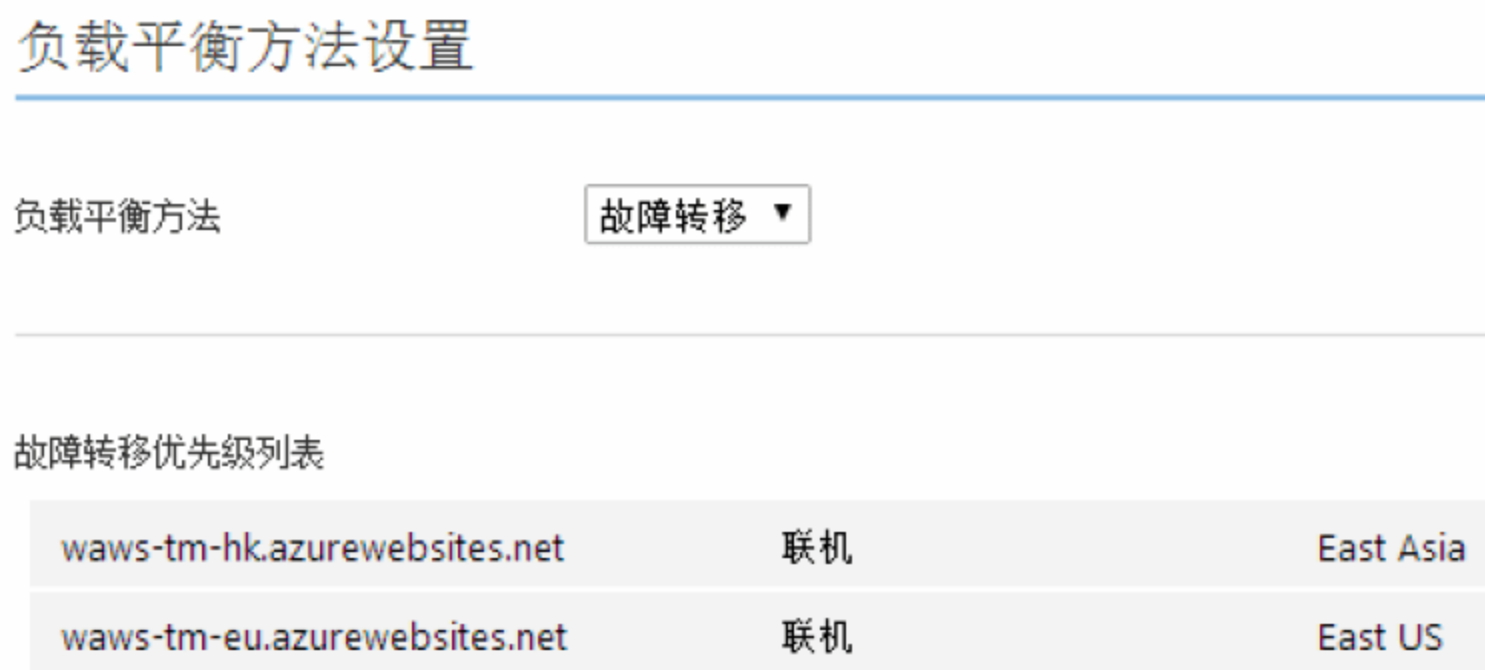 负载平衡方法设置
负载平衡方法 故障转移 ▼
故障转移优先级列表
waws-tm-hk.azurewebsites.net 联机 East Asia
waws-tm-eu.azurewebsites.net 联机 East US